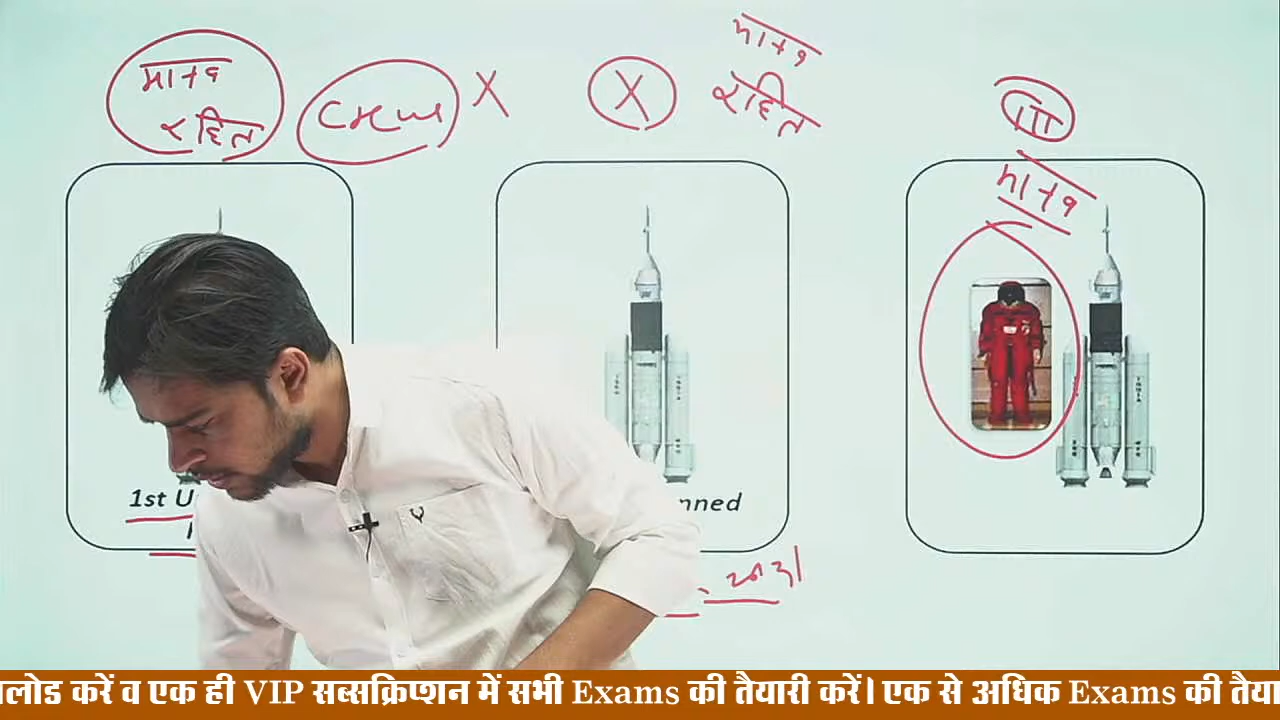 मानव
रहित
crew X
X
मानव
रहित
III
मानव
1st U
nned
2021
लोड करें व एक ही VIP सब्सक्रिप्शन में सभी Exams की तैयारी करें। एक से अधिक Exams की तैया